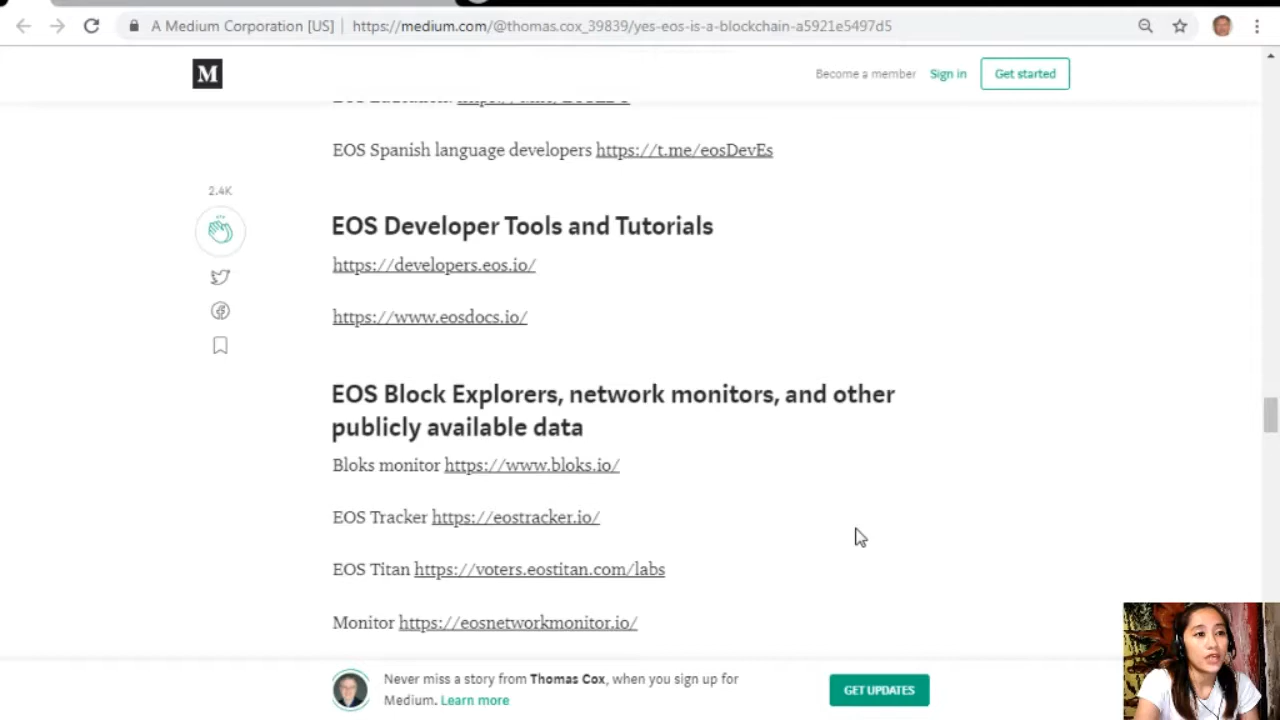 A Medium Corporation [US] | https://medium.com/@thomas.cox_39839/yes-eos-is-a-blockchain-a5921e5497d5
M
Become a member Sign in Get started
EOS Spanish language developers https://t.me/eosDevEs
2.4K
EOS Developer Tools and Tutorials
https://developers.eos.io/
https://www.eosdocs.io/
EOS Block Explorers, network monitors, and other
publicly available data
Bloks monitor https://www.bloks.io/
EOS Tracker https://eostracker.io/
EOS Titan https://voters.eostitan.com/labs
Monitor https://eosnetworkmonitor.io/
Never miss a story from Thomas Cox, when you sign up for
Medium. Learn more
GET UPDATES